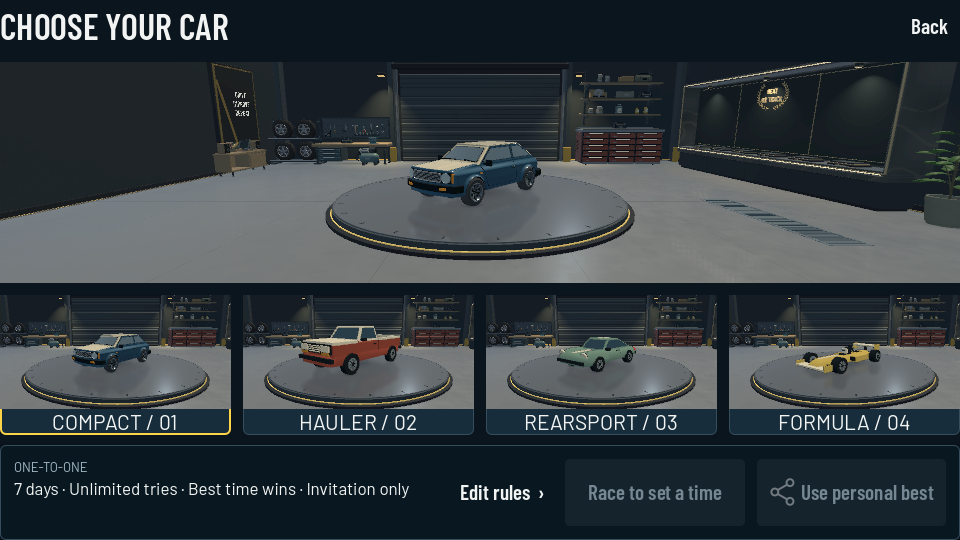 CHOOSE YOUR CAR
Back
COMPACT / 01
HAULER / 02
REARSPORT / 03
FORMULA / 04
ONE-TO-ONE
7 days · Unlimited tries · Best time wins · Invitation only
Edit rules ›
Race to set a time
Use personal best